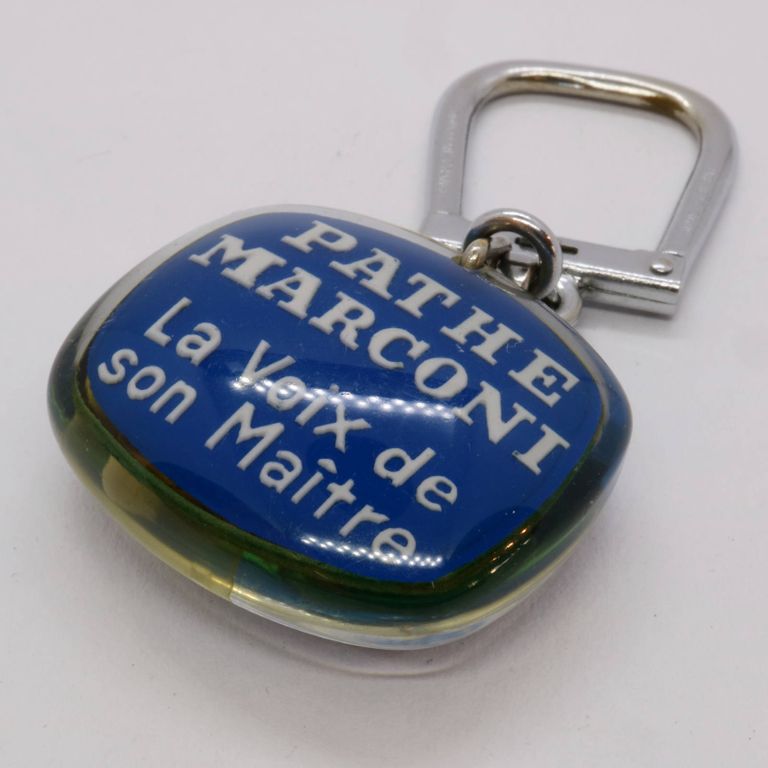 PATHE
MARCONI
La Voix de
son Maître